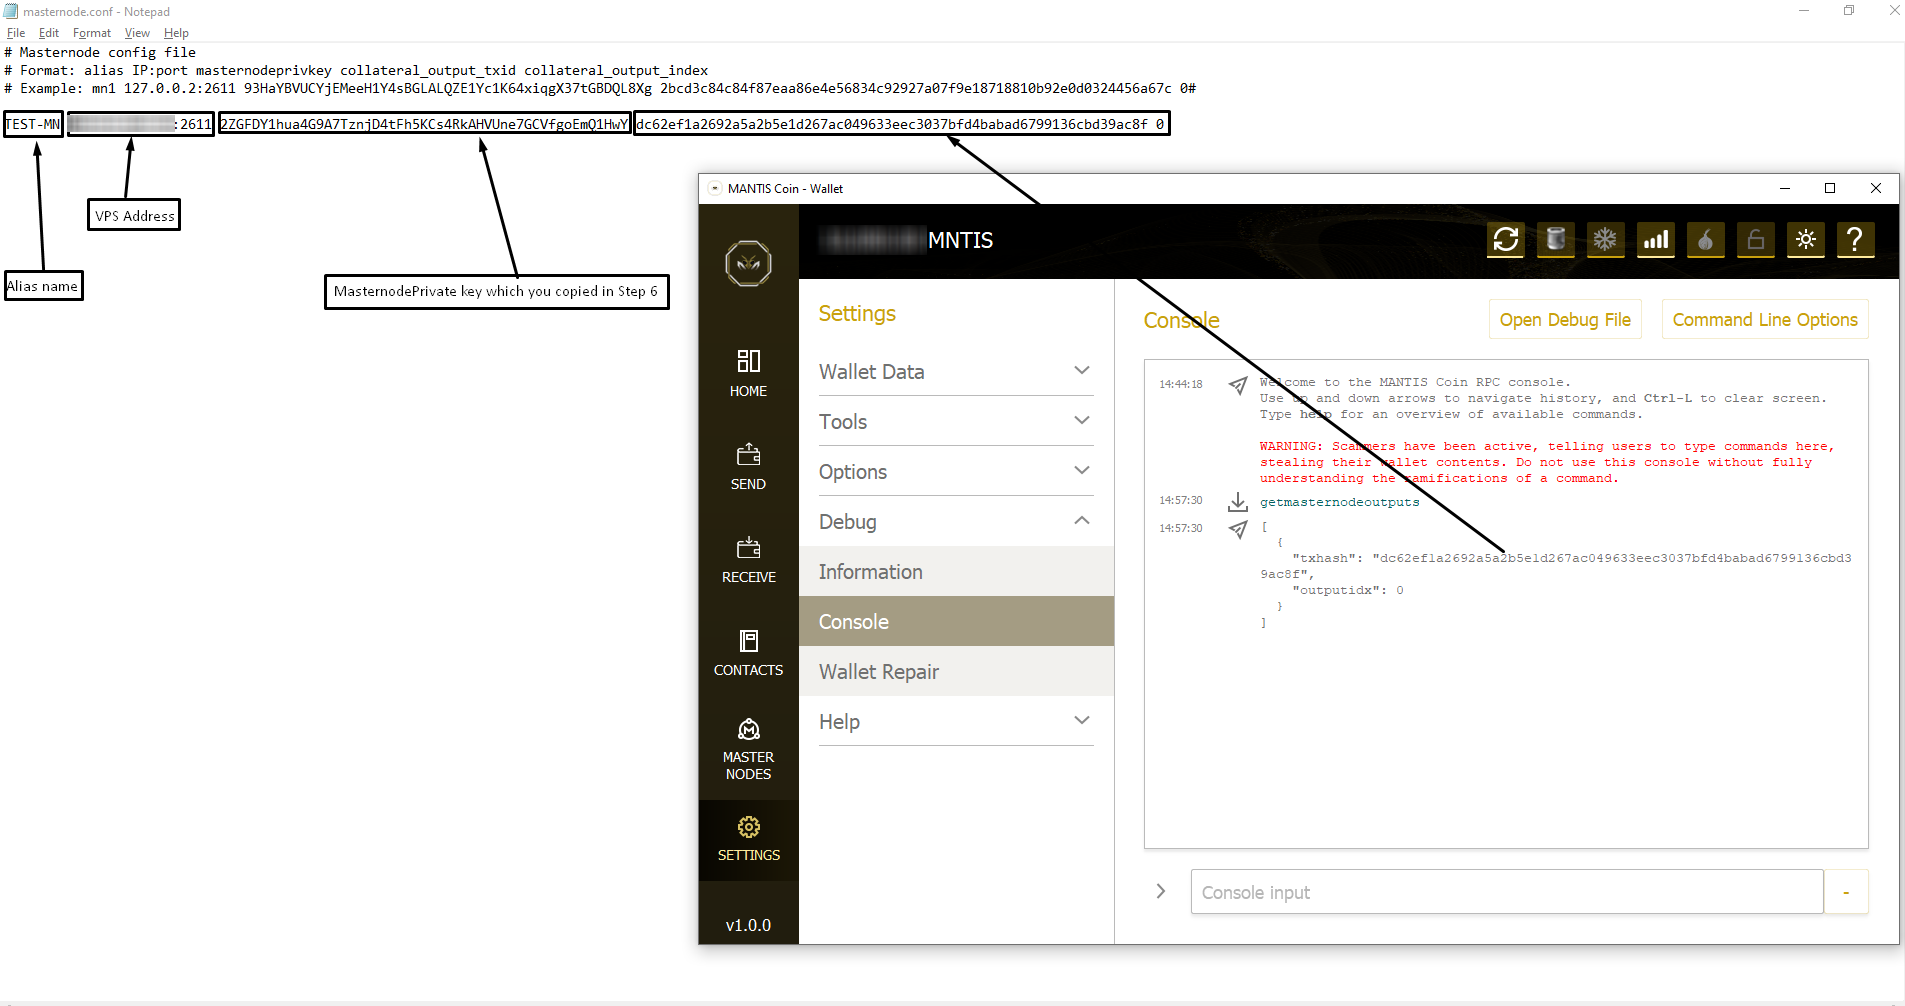 masternode.conf - Notepad
File Edit Format View Help
# Masternode config file
# Format: alias IP:port masternodeprivkey collateral_output_txid collateral_output_index
# Example: mn1 127.0.0.2:2611 93HaYBVUCYjEMeeH1Y4sBGLALQZE1Yc1K64xiqgX37tGBDQL8Xg 2bcd3c84c84f87eaa86e4e56834c92927a07f9e18718810b92e0d0324456a67c 0#
TEST-MN :2611 2ZGFDY1hua4G9A7TznjD4tFh5KCs4RkAHVUne7GCVfgoEmQ1HwY dc62ef1a2692a5a2b5e1d267ac049633eec3037bfd4babad6799136cbd39ac8f 0
VPS Address
Alias name
MasternodePrivate key which you copied in Step 6
MANTIS Coin - Wallet
MNTIS
HOME
SEND
RECEIVE
CONTACTS
MASTER
NODES
SETTINGS
v1.0.0
Settings
Wallet Data
Tools
Options
Debug
Information
Console
Wallet Repair
Help
Console
Open Debug File
Command Line Options
14:44:18
Welcome to the MANTIS Coin RPC console.
Use up and down arrows to navigate history, and Ctrl-L to clear screen.
Type help for an overview of available commands.
WARNING: Scammers have been active, telling users to type commands here,
stealing their wallet contents. Do not use this console without fully
understanding the ramifications of a command.
14:57:30 getmasternodeoutputs
14:57:30 [
{
"txhash": "dc62ef1a2692a5a2b5e1d267ac049633eec3037bfd4babad6799136cbd3
9ac8f",
"outputidx": 0
}
]
Console input
-